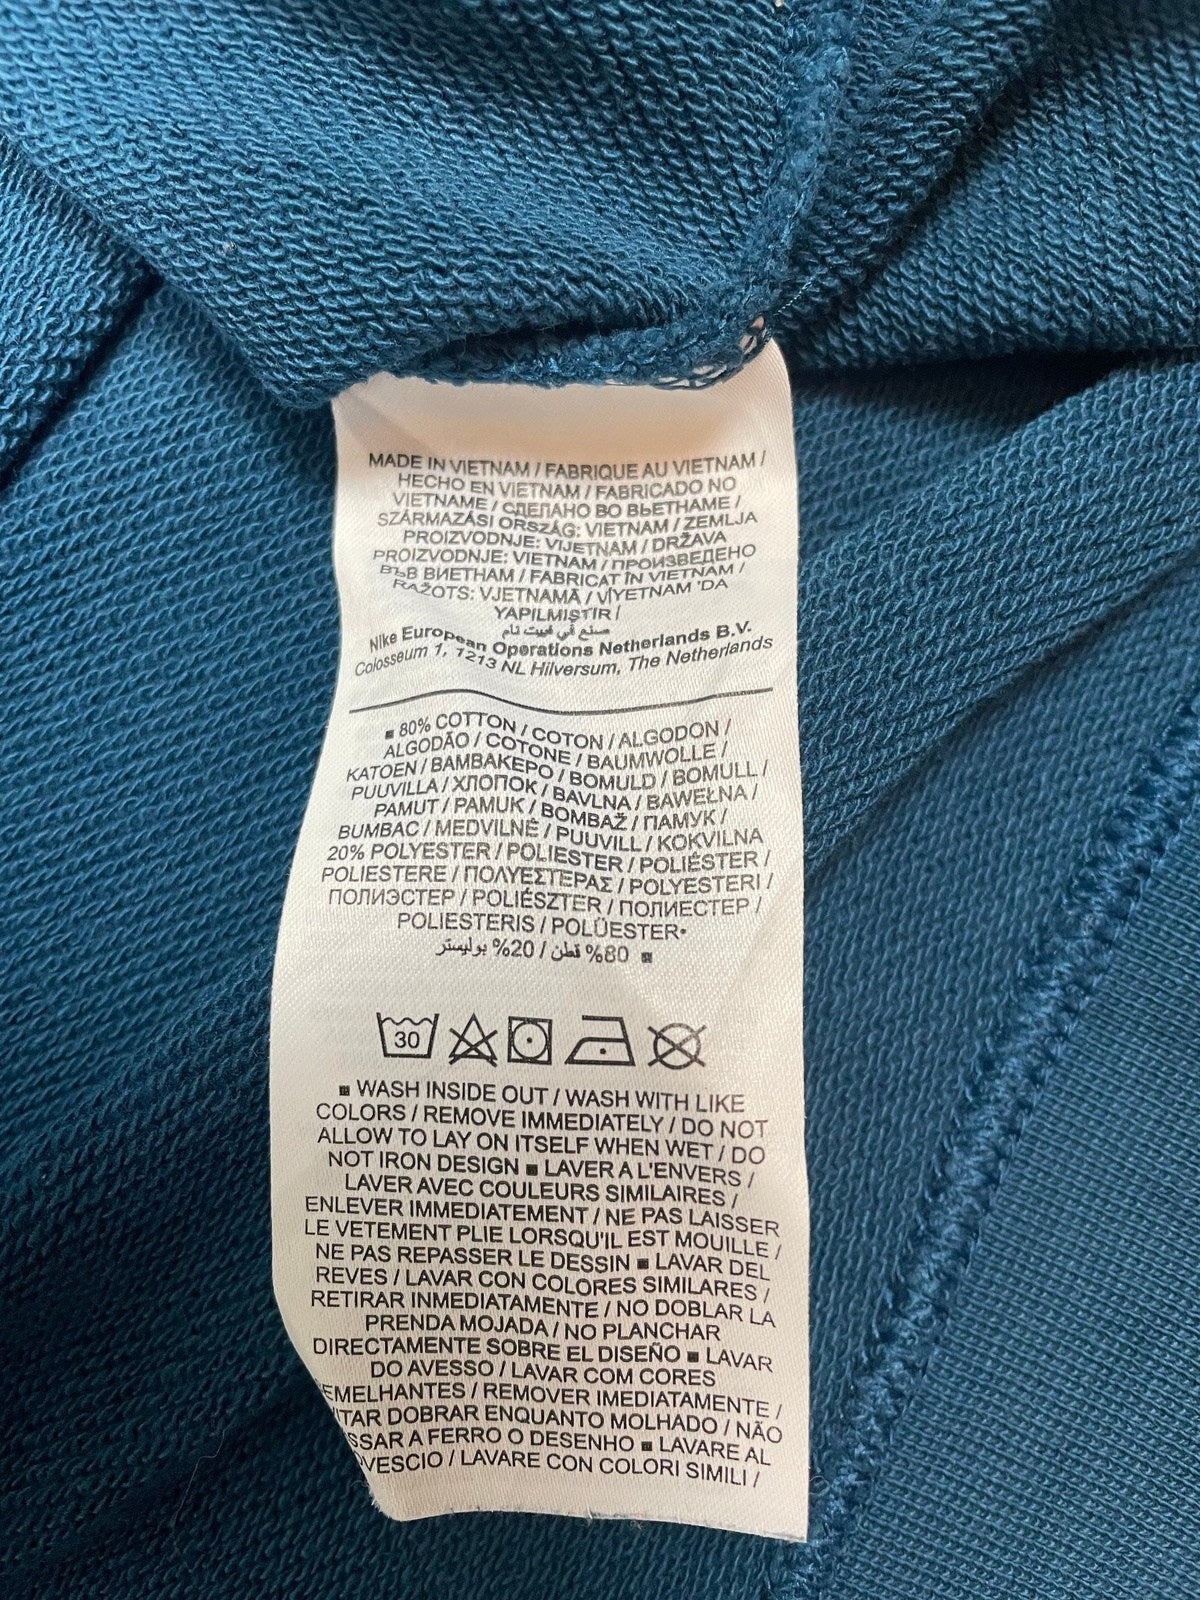 MADE IN VIETNAM / FABRIQUE AU VIETNAM /
HECHO EN VIETNAM / FABRICADO NO
VIETNAME / СДЕЛАНО ВО ВЬЕТНАМЕ /
SZÁRMAZÁSI ORSZÁG: VIETNAM / ZEMLJA
PROIZVODNJE: VIJETNAM / DRŽAVA
PROIZVODNJE: VIETNAM / ПРОИЗВЕДЕНО
ВЪВ ВИЕТНАМ / FABRICAT ÎN VIETNAM /
RAŽOTS: VJETNAMĀ / VİYETNAM 'DA
YAPILMIŞTIR /
صنع في فييت نام
Nike European Operations Netherlands B.V.
Colosseum 1, 1213 NL Hilversum, The Netherlands
80% COTTON / COTON / ALGODON /
ALGODÃO / COTONE / BAUMWOLLE /
KATOEN / ΒΑΜΒΑΚΕΡΟ / BOMULD / BOMULL /
PUUVILLA / ХЛОПОК / BAVLNA / BAWEŁNA /
PAMUT / PAMUK / BOMBAŽ / ПАМУК /
BUMBAC / MEDVILNĖ / PUUVILL / KOKVILNA
20% POLYESTER / POLIESTER / POLIÉSTER /
POLIESTERE / ΠΟΛΥΕΣΤΕΡΑΣ / POLYESTERI /
ПОЛИЭСТЕР / POLIÉSZTER / ПОЛИЕСТЕР /
POLIESTERIS / POLÜESTER•
80% قطن / 20% بوليستر
30
WASH INSIDE OUT / WASH WITH LIKE
COLORS / REMOVE IMMEDIATELY / DO NOT
ALLOW TO LAY ON ITSELF WHEN WET / DO
NOT IRON DESIGN ■ LAVER A L'ENVERS /
LAVER AVEC COULEURS SIMILAIRES /
ENLEVER IMMEDIATEMENT / NE PAS LAISSER
LE VETEMENT PLIE LORSQU'IL EST MOUILLE /
NE PAS REPASSER LE DESSIN ■ LAVAR DEL
REVES / LAVAR CON COLORES SIMILARES /
RETIRAR INMEDIATAMENTE / NO DOBLAR LA
PRENDA MOJADA / NO PLANCHAR
DIRECTAMENTE SOBRE EL DISEÑO ■ LAVAR
DO AVESSO / LAVAR COM CORES
EMELHANTES / REMOVER IMEDIATAMENTE /
ITAR DOBRAR ENQUANTO MOLHADO / NÃO
SSAR A FERRO O DESENHO ■ LAVARE AL
OVESCIO / LAVARE CON COLORI SIMILI /